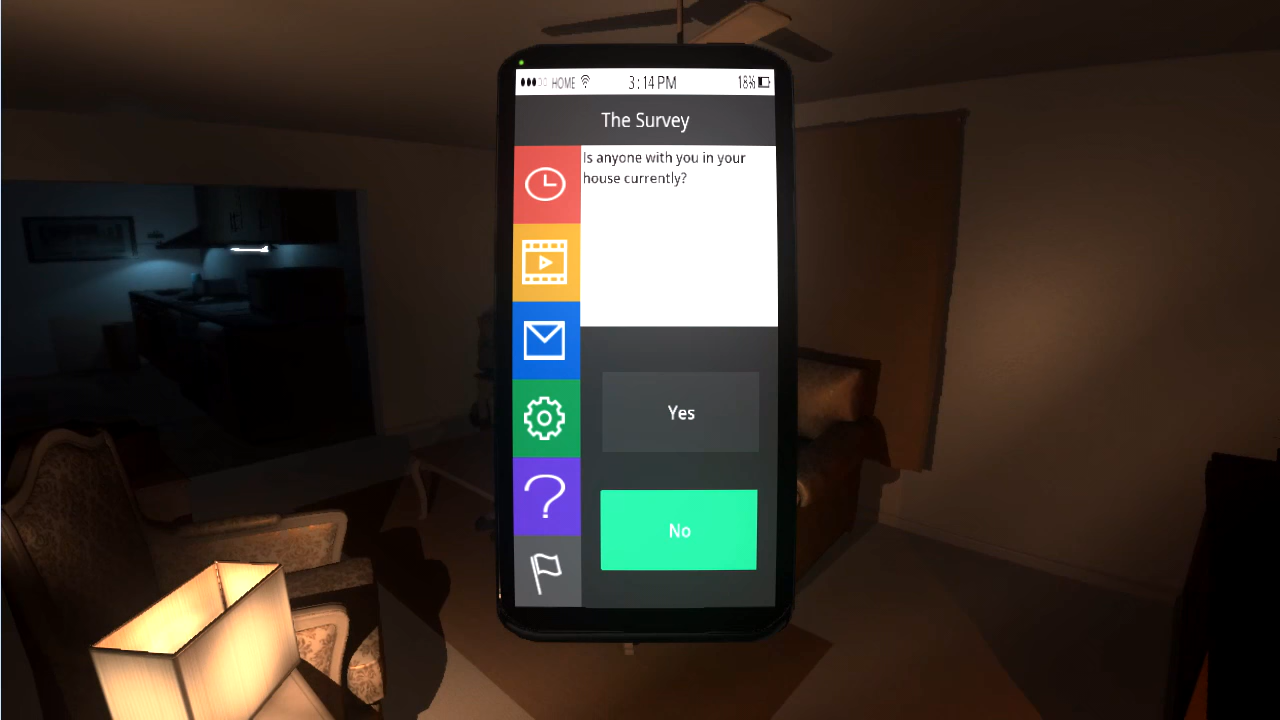 HOME 3:14 PM 18%
The Survey
Is anyone with you in your
house currently?
Yes
No